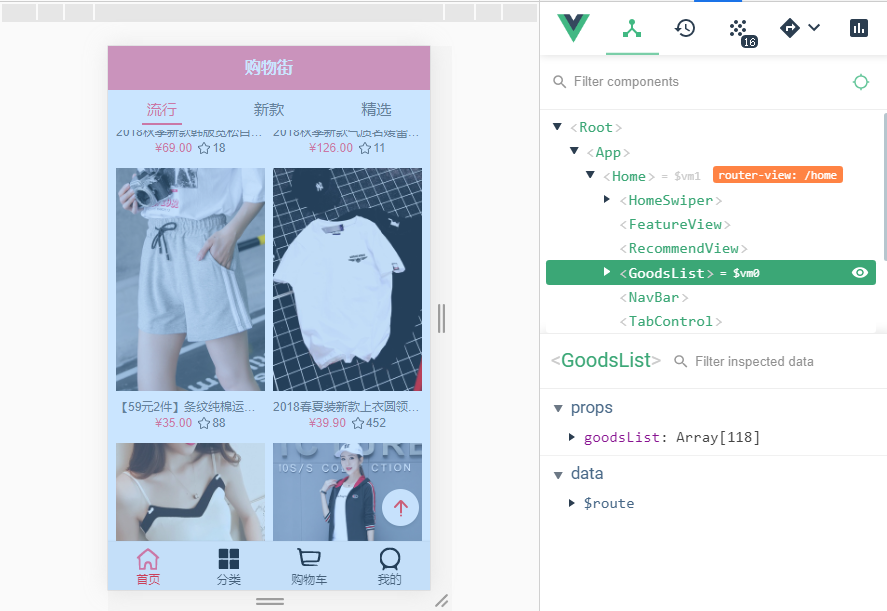 购物街
流行
新款
精选
2018秋季新款韩版宽松百…
2018秋季新款气质名媛蕾…
¥69.00 18
¥126.00 11
【59元2件】条纹纯棉运…
2018春夏装新款上衣圆领…
¥35.00 88
¥39.90 452
10S/S COLLECTION
首页
分类
购物车
我的
16
Filter components
<Root>
<App>
<Home> = $vm1 router-view: /home
<HomeSwiper>
<FeatureView>
<RecommendView>
<GoodsList> = $vm0
<NavBar>
<TabControl>
<GoodsList> Filter inspected data
props
goodsList: Array[118]
data
$route